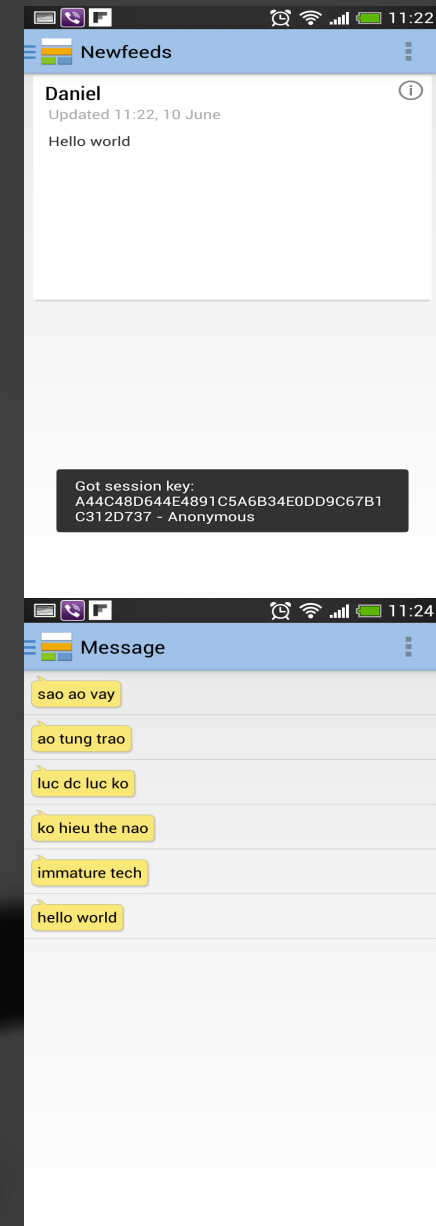 11:22
Newfeeds
Daniel
Updated 11:22, 10 June
Hello world
Got session key:
A44C48D644E4891C5A6B34E0DD9C67B1
C312D737 - Anonymous
11:24
Message
sao ao vay
ao tung trao
luc dc luc ko
ko hieu the nao
immature tech
hello world